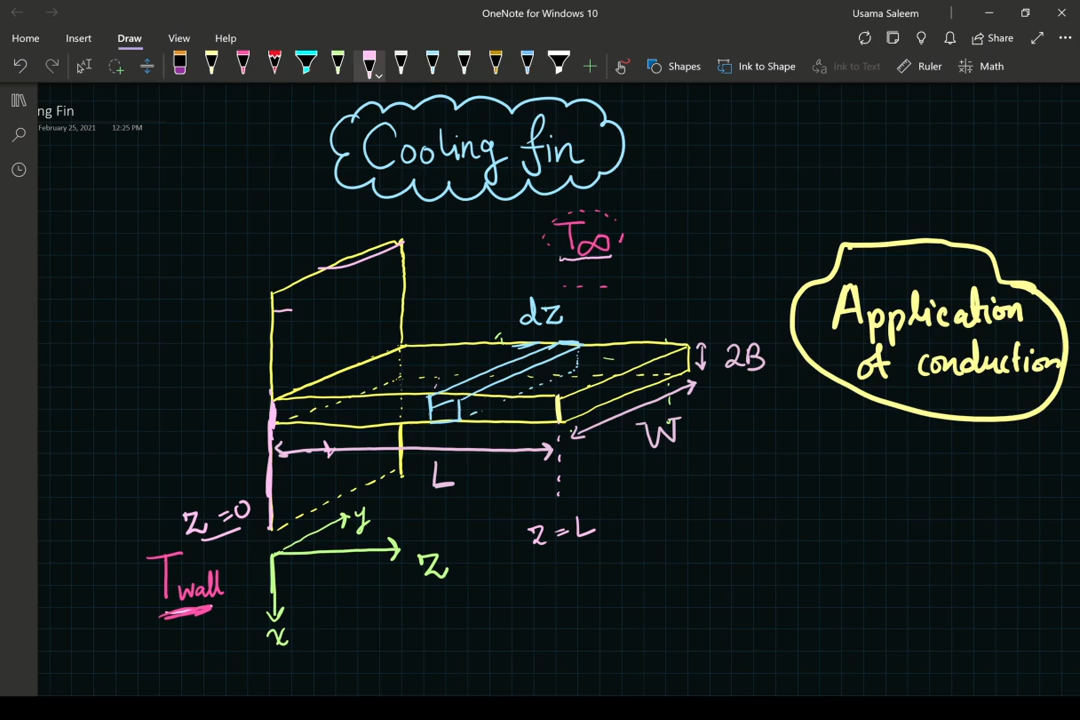 OneNote for Windows 10
Usama Saleem
Home
Insert
Draw
View
Help
Share
Shapes
Ink to Shape
Ink to Text
Ruler
Math
ng Fin
February 25, 2021
12:25 PM
Cooling fin
T∞
dz
2B
W
L
z=0
z=L
Twall
y
z
x
Application
of conduction